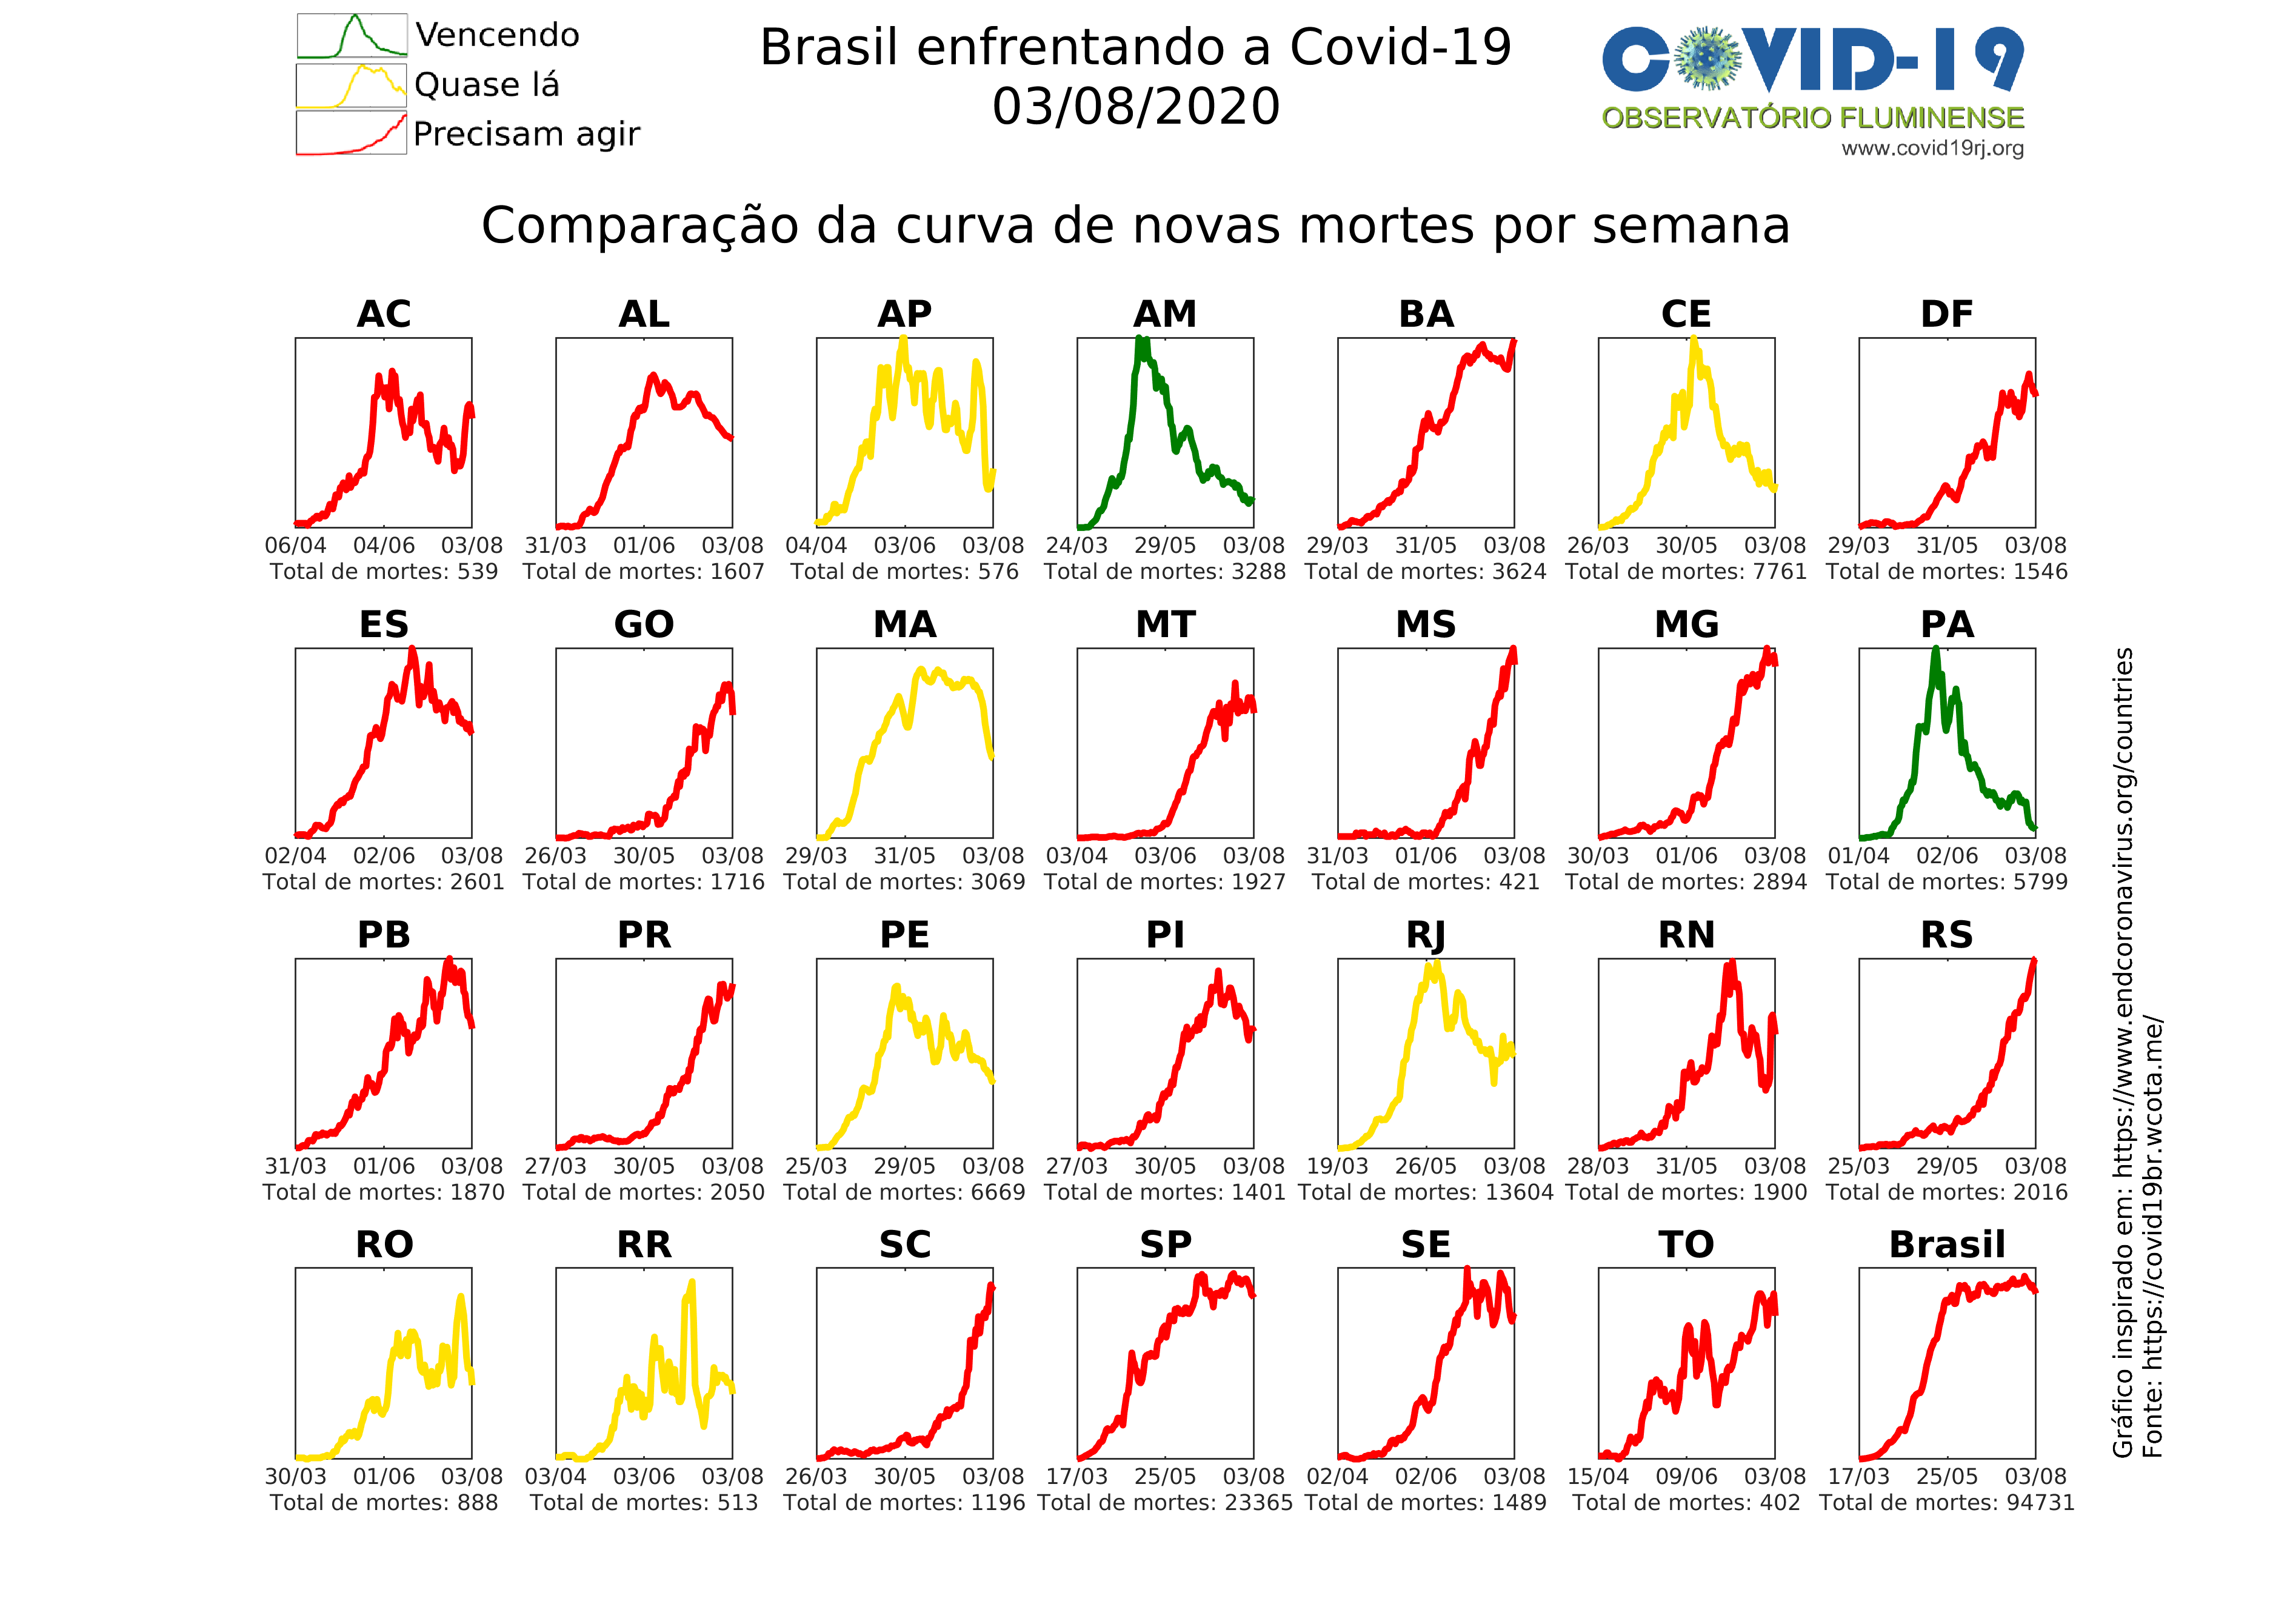 Vencendo
Quase lá
Precisam agir
Brasil enfrentando a Covid-19
03/08/2020
COVID-19
OBSERVATÓRIO FLUMINENSE
www.covid19rj.org
Comparação da curva de novas mortes por semana
AC AL AP AM BA CE DF
06/04 04/06 03/08 31/03 01/06 03/08 04/04 03/06 03/08 24/03 29/05 03/08 29/03 31/05 03/08 26/03 30/05 03/08 29/03 31/05 03/08
Total de mortes: 539 Total de mortes: 1607 Total de mortes: 576 Total de mortes: 3288 Total de mortes: 3624 Total de mortes: 7761 Total de mortes: 1546
ES GO MA MT MS MG PA
02/04 02/06 03/08 26/03 30/05 03/08 29/03 31/05 03/08 03/04 03/06 03/08 31/03 01/06 03/08 30/03 01/06 03/08 01/04 02/06 03/08
Total de mortes: 2601 Total de mortes: 1716 Total de mortes: 3069 Total de mortes: 1927 Total de mortes: 421 Total de mortes: 2894 Total de mortes: 5799
PB PR PE PI RJ RN RS
31/03 01/06 03/08 27/03 30/05 03/08 25/03 29/05 03/08 27/03 30/05 03/08 19/03 26/05 03/08 28/03 31/05 03/08 25/03 29/05 03/08
Total de mortes: 1870 Total de mortes: 2050 Total de mortes: 6669 Total de mortes: 1401 Total de mortes: 13604 Total de mortes: 1900 Total de mortes: 2016
RO RR SC SP SE TO Brasil
30/03 01/06 03/08 03/04 03/06 03/08 26/03 30/05 03/08 17/03 25/05 03/08 02/04 02/06 03/08 15/04 09/06 03/08 17/03 25/05 03/08
Total de mortes: 888 Total de mortes: 513 Total de mortes: 1196 Total de mortes: 23365 Total de mortes: 1489 Total de mortes: 402 Total de mortes: 94731
Gráfico inspirado em: https://www.endcoronavirus.org/countries
Fonte: https://covid19br.wcota.me/